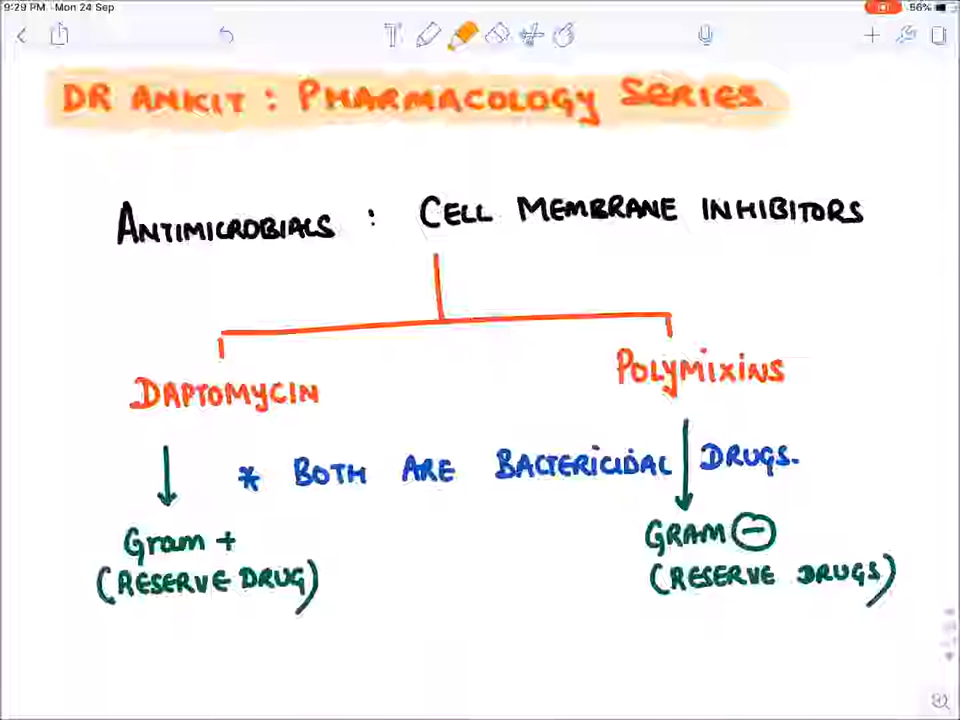 9:29 PM Mon 24 Sep
56%
DR ANKIT : PHARMACOLOGY SERIES
ANTIMICROBIALS : CELL MEMBRANE INHIBITORS
DAPTOMYCIN
POLYMIXINS
* BOTH ARE BACTERICIDAL DRUGS.
Gram +
(RESERVE DRUG)
GRAM ⊖
(RESERVE DRUGS)